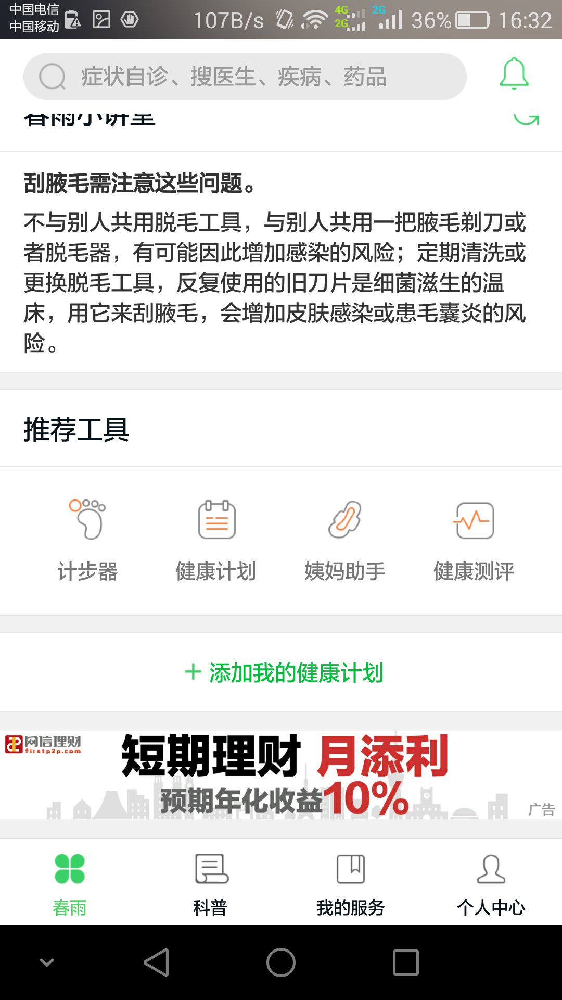 中国电信
中国移动
107B/s
4G
2G
2G
36%
16:32
症状自诊、搜医生、疾病、药品
春雨小讲堂
刮腋毛需注意这些问题。
不与别人共用脱毛工具，与别人共用一把腋毛剃刀或
者脱毛器，有可能因此增加感染的风险；定期清洗或
更换脱毛工具，反复使用的旧刀片是细菌滋生的温
床，用它来刮腋毛，会增加皮肤感染或患毛囊炎的风
险。
推荐工具
计步器
健康计划
姨妈助手
健康测评
+ 添加我的健康计划
网信理财
firstp2p.com
短期理财 月添利
预期年化收益10%
广告
春雨
科普
我的服务
个人中心